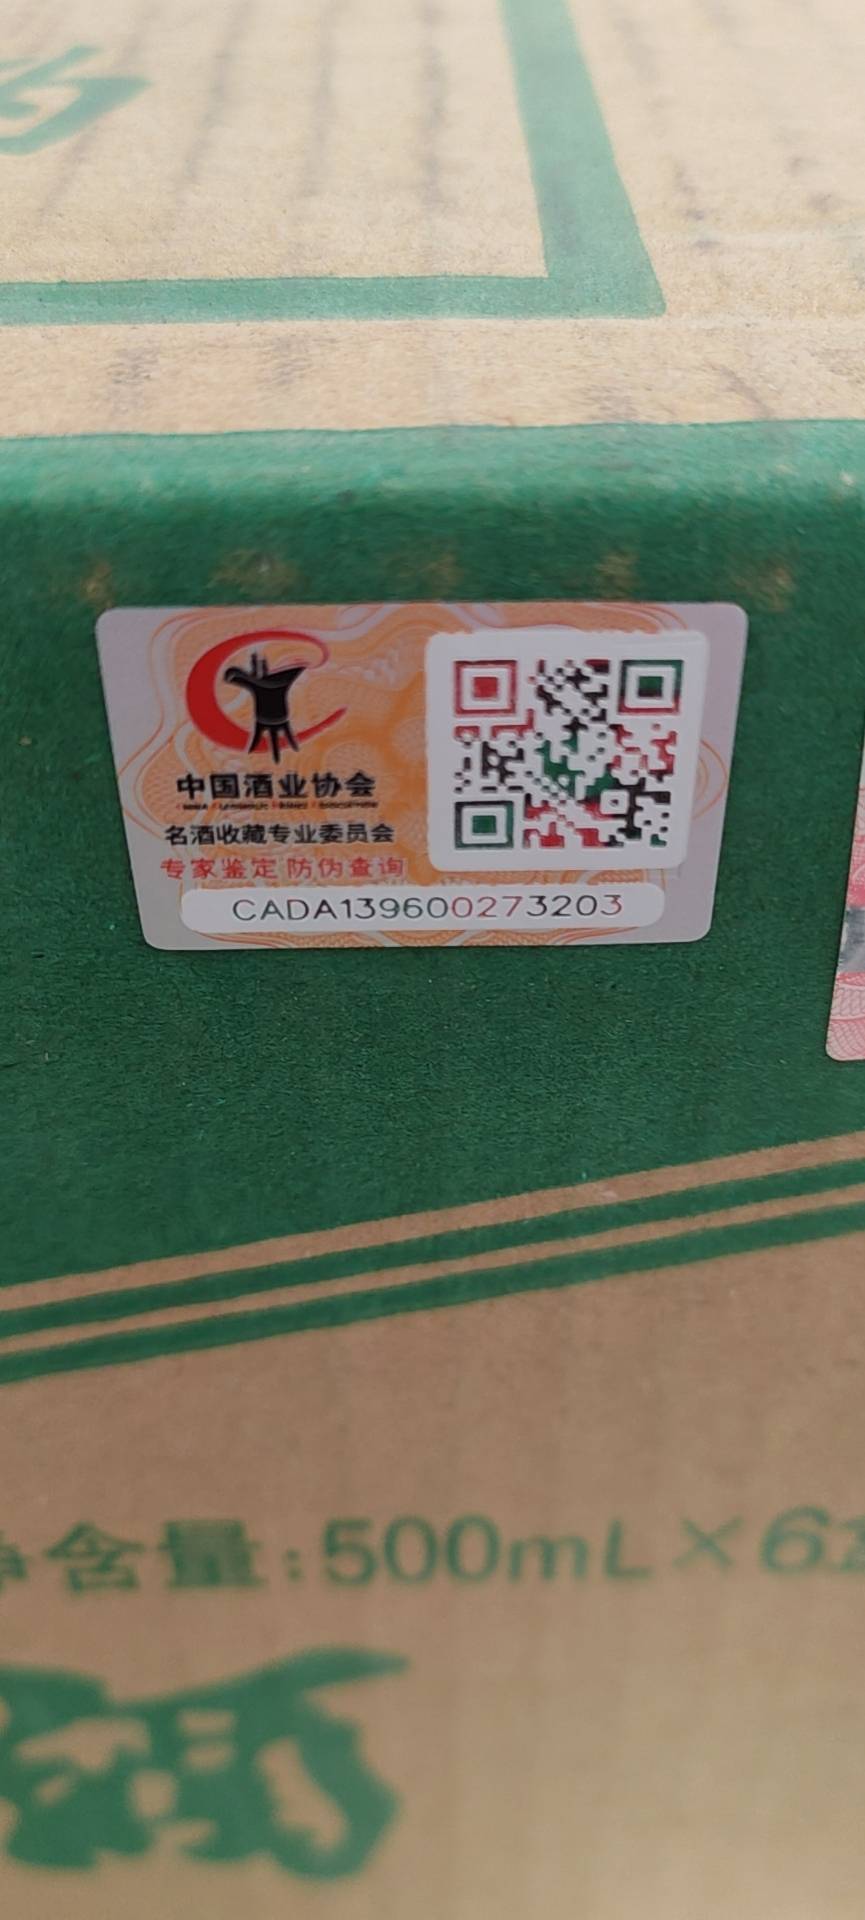 中国酒业协会
名酒收藏专业委员会
专家鉴定 防伪查询
CADA139600273203
净含量:500mL×6